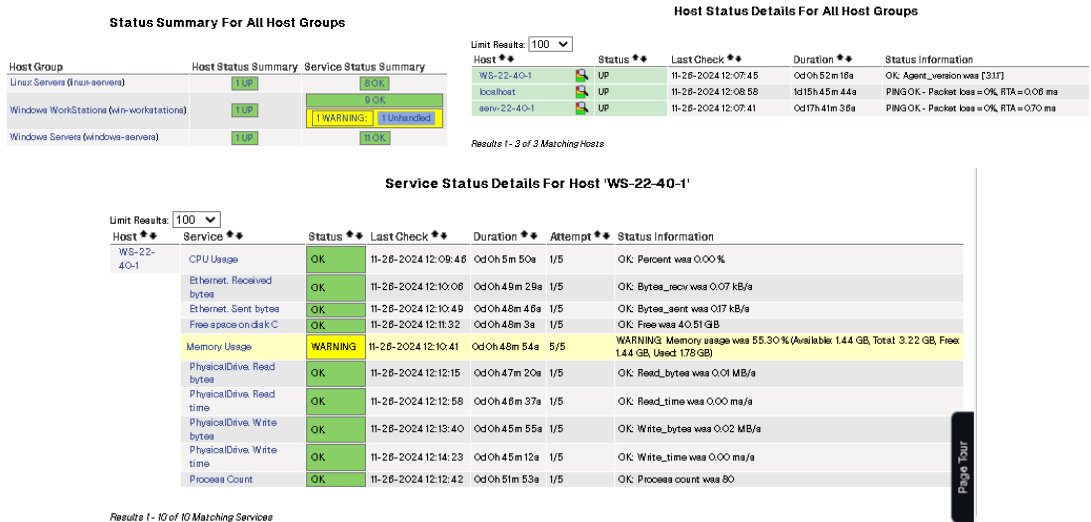 Status Summary For All Host Groups
Host Group Host Status Summary Service Status Summary
Linux Servers (linux-servers) 1 UP 8 OK
Windows WorkStations (win-workstations) 1 UP 9 OK
1 WARNING: 1 Unhandled
Windows Servers (windows-servers) 1 UP 11 OK
Host Status Details For All Host Groups
Limit Results: 100
Host Status Last Check Duration Status Information
WS-22-40-1 UP 11-26-2024 12:07:45 0d 0h 52m 16s OK: Agent_version was ['3.1.1']
localhost UP 11-26-2024 12:08:58 1d 15h 45m 44s PING OK - Packet loss = 0%, RTA = 0.06 ms
serv-22-40-1 UP 11-26-2024 12:07:41 0d 17h 41m 36s PING OK - Packet loss = 0%, RTA = 0.70 ms
Results 1 - 3 of 3 Matching Hosts
Service Status Details For Host 'WS-22-40-1'
Limit Results: 100
Host Service Status Last Check Duration Attempt Status Information
WS-22-
40-1
CPU Usage OK 11-26-2024 12:09:46 0d 0h 5m 50s 1/5 OK: Percent was 0.00 %
Ethernet. Received
bytes OK 11-26-2024 12:10:06 0d 0h 49m 29s 1/5 OK: Bytes_recv was 0.07 kB/s
Ethernet. Sent bytes OK 11-26-2024 12:10:49 0d 0h 48m 46s 1/5 OK: Bytes_sent was 0.17 kB/s
Free space on disk C OK 11-26-2024 12:11:32 0d 0h 48m 3s 1/5 OK: Free was 40.51 GiB
Memory Usage WARNING 11-26-2024 12:10:41 0d 0h 48m 54s 5/5 WARNING: Memory usage was 55.30 % (Available: 1.44 GB, Total: 3.22 GB, Free:
1.44 GB, Used: 1.78 GB)
PhysicalDrive. Read
bytes OK 11-26-2024 12:12:15 0d 0h 47m 20s 1/5 OK: Read_bytes was 0.01 MB/s
PhysicalDrive. Read
time OK 11-26-2024 12:12:58 0d 0h 46m 37s 1/5 OK: Read_time was 0.00 ms/s
PhysicalDrive. Write
bytes OK 11-26-2024 12:13:40 0d 0h 45m 55s 1/5 OK: Write_bytes was 0.02 MB/s
PhysicalDrive. Write
time OK 11-26-2024 12:14:23 0d 0h 45m 12s 1/5 OK: Write_time was 0.00 ms/s
Process Count OK 11-26-2024 12:12:42 0d 0h 51m 53s 1/5 OK: Process count was 80
Results 1 - 10 of 10 Matching Services
Page Tour